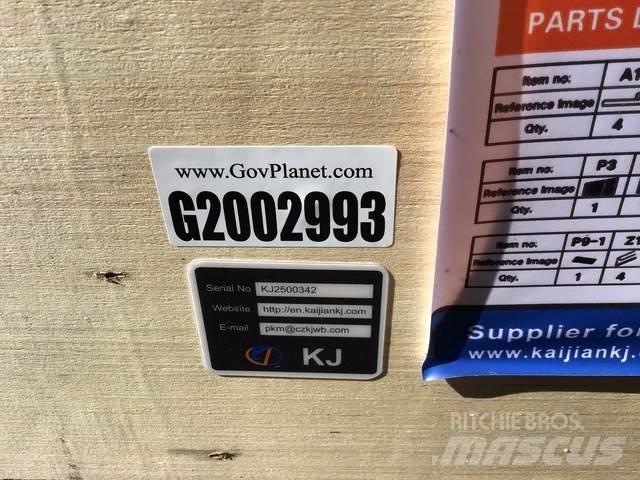 PARTS
Item no: A1
Reference Image
Qty. 4
Item no. P3
Reference Image
Qty. 1
Item no. P9-1 Z1
Reference Image
Qty. 1 4
Supplier for
www.kaijiankj.
www.GovPlanet.com
G2002993
Serial No KJ2500342
Website http://en.kaijiankj.com
E-mail pkm@czkjwb.com
KJ
RITCHIE BROS.
MASCUS